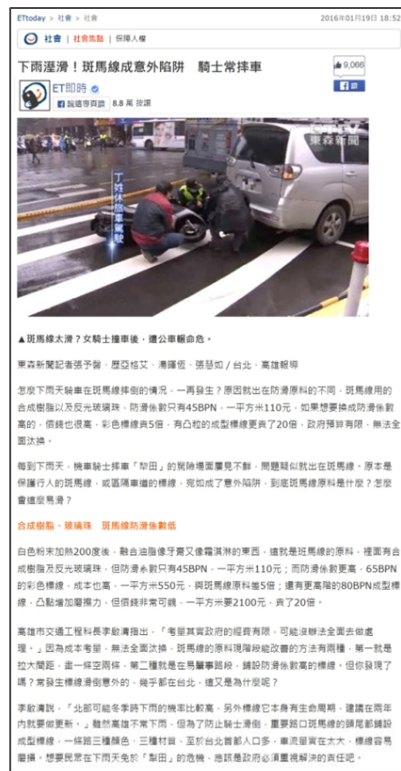 ETtoday > 社會 > 社會
2016年01月19日 18:52
社會 | 社會焦點 | 保障人權
下雨溼滑!斑馬線成意外陷阱 騎士常摔車
9,066
ET即時
8.8 萬 按讚
東森新聞
丁姓休旅車駕駛
▲斑馬線太滑?女騎士撞車後,遭公車輾命危。
東森新聞記者張予馨、歷亞格艾、湯暉恆、張慈如/台北、高雄報導
怎麼下雨天騎車在斑馬線摔倒的情況,一再發生?原因就出在防滑原料的不同,斑馬線用的
合成樹脂以及反光玻璃珠,防滑係數只有45BPN,一平方米110元,如果想要換成防滑係數
高的,價錢也很高,彩色標線貴5倍,有凸粒的成型標線更貴了20倍,政府預算有限,無法全
面汰換。
每到下雨天,機車騎士摔車「犁田」的驚險場面屢見不鮮,問題疑似就出在斑馬線。原本是
保護行人的斑馬線,或區隔車道的標線,宛如成了意外陷阱,到底斑馬線原料是什麼?怎麼
會這麼易滑?
合成樹脂、玻璃珠 斑馬線防滑係數低
白色粉末加熱200度後,融合油脂像牙膏又像霜淇淋的東西,這就是斑馬線的原料,裡面有合
成樹脂及反光玻璃珠,但防滑系數只有45BPN,一平方米110元;而防滑係數更高,65BPN
的彩色標線,成本也高,一平方米550元,與斑馬線原料差5倍;還有更高階的80BPN成型標
線,凸點增加磨擦力,但價錢非常可觀,一平方米要2100元,貴了20倍。
高雄市交通工程科長李啟清指出,「考量其實政府的經費有限,可能沒辦法全面去做處
理。」因為成本考量,無法全面汰換,斑馬線的原料現階段能改善的方法有兩種,第一就是
拉大間距,畫一條空兩條,第二種就是在易肇事路段,舖設防滑係數高的標線。但你發現了
嗎?常發生標線滑倒意外的,幾乎都在台北,這又是為什麼呢?
李啟清說,「北部可能冬季時下雨的機率比較高,另外標線它本身有生命周期,建議在兩年
內就要做更新。」雖然高雄不常下雨,但為了防止騎士滑倒,重要路口斑馬線的頭尾都舖設
成型標線,一條路三種顏色、三種材質,至於台北首都人口多,車流量實在太大,標線容易
磨損。想要民眾在下雨天免於「犁田」的危機,應該是政府必須重視解決的責任吧。